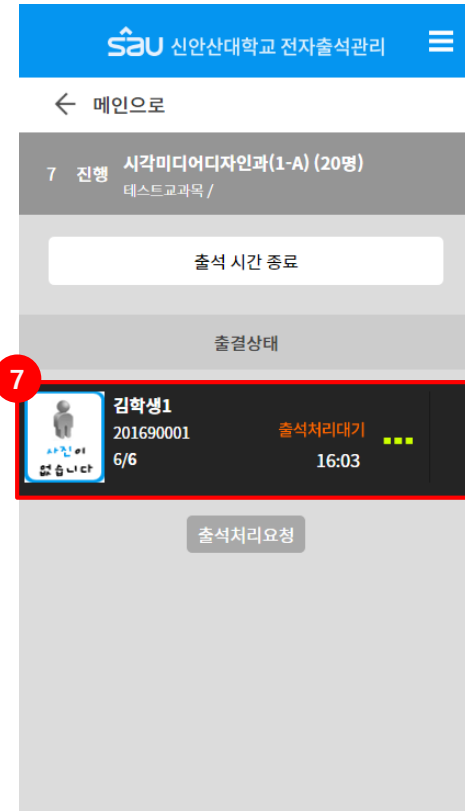 sau 신안산대학교 전자출석관리
메인으로
7 진행 시각미디어디자인과(1-A) (20명)
테스트교과목 /
출석 시간 종료
출결상태
7
김학생1
201690001 출석처리대기
6/6 16:03
사진이
없습니다
출석처리요청